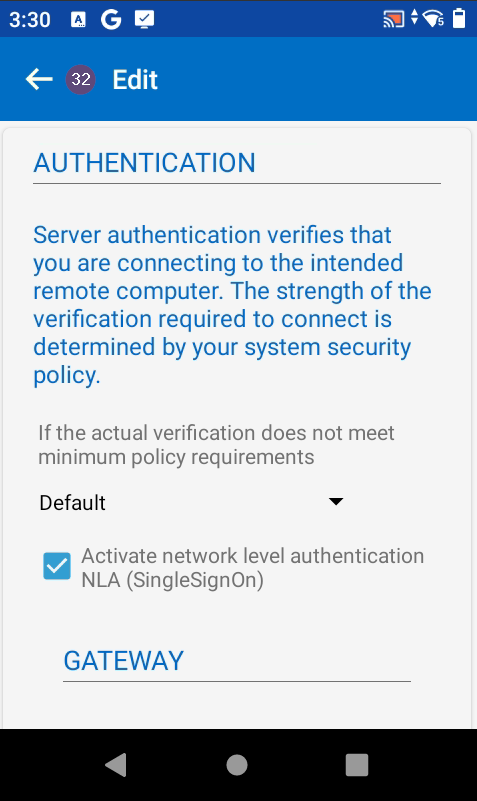 3:30 A G 5
32 Edit
AUTHENTICATION
Server authentication verifies that
you are connecting to the intended
remote computer. The strength of the
verification required to connect is
determined by your system security
policy.
If the actual verification does not meet
minimum policy requirements
Default
Activate network level authentication
NLA (SingleSignOn)
GATEWAY